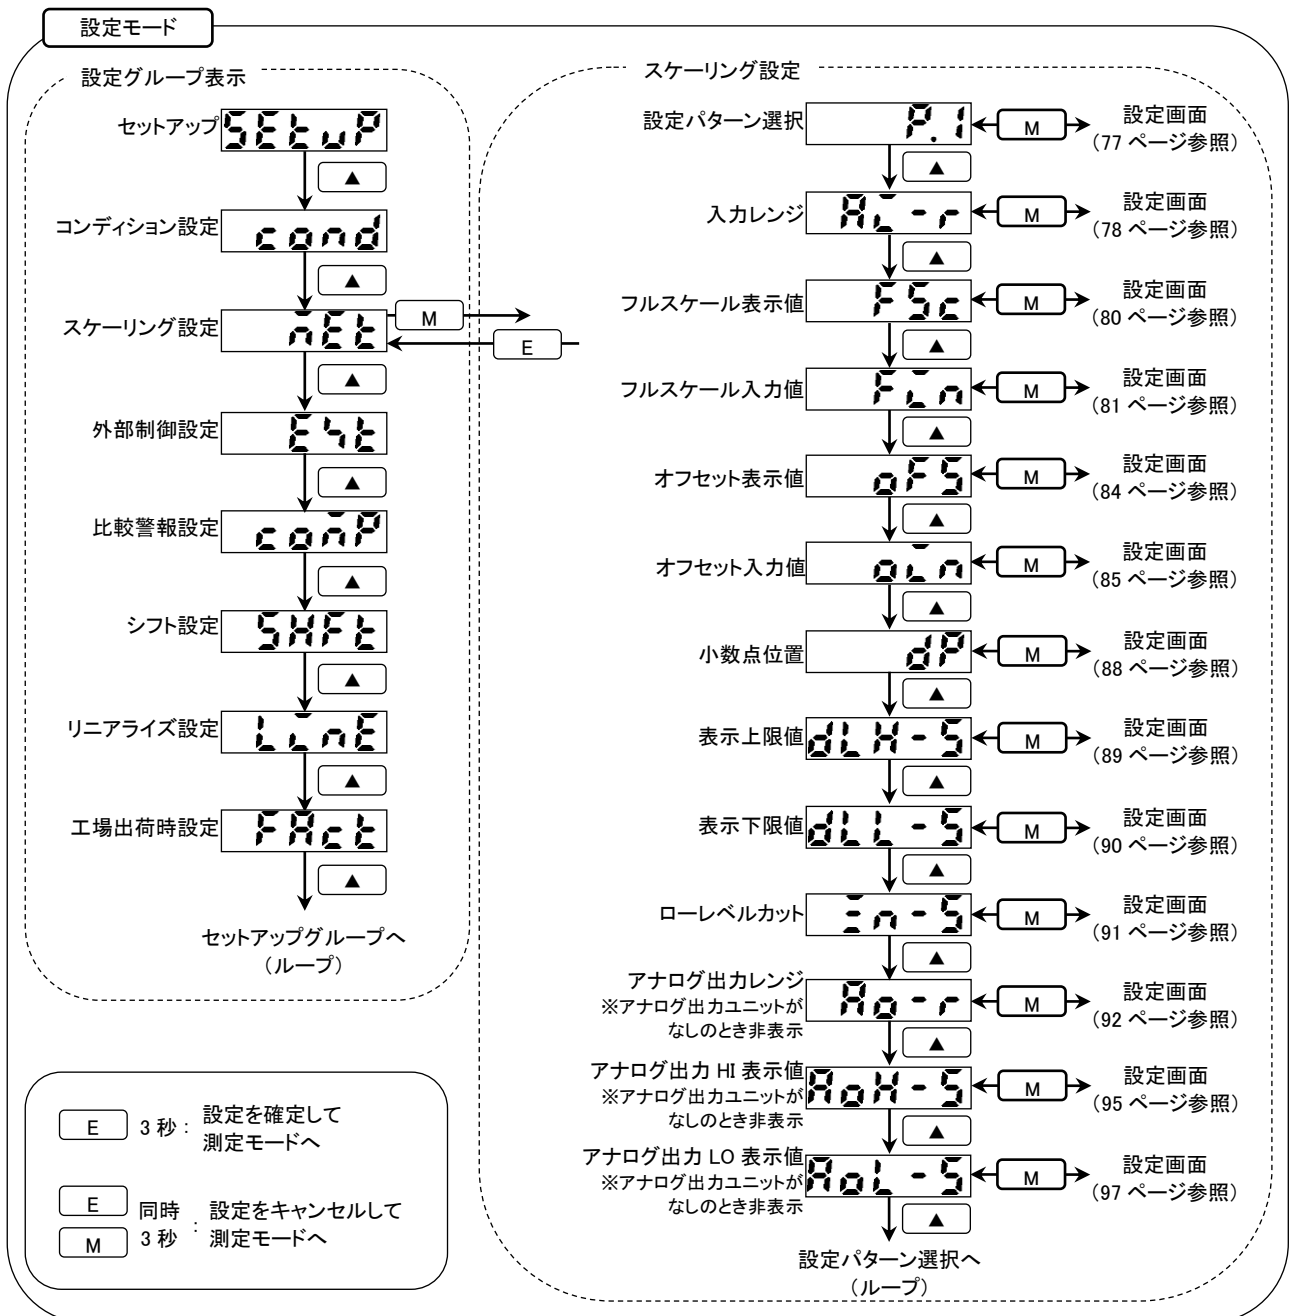 設定モード
設定グループ表示
セットアップ
SEtuP
▲
コンディション設定
cond
▲
スケーリング設定
mEt
M
E
▲
外部制御設定
▲
比較警報設定
comP
▲
シフト設定
SHFt
▲
リニアライズ設定
LinE
▲
工場出荷時設定
FAct
▲
セットアップグループへ
(ループ)
E 3 秒 : 設定を確定して
測定モードへ
E 同時
M 3 秒 : 設定をキャンセルして
測定モードへ
スケーリング設定
設定パターン選択 P.1 M 設定画面
(77 ページ参照)
▲
入力レンジ Ai-r M 設定画面
(78 ページ参照)
▲
フルスケール表示値 FSc M 設定画面
(80 ページ参照)
▲
フルスケール入力値 Fin M 設定画面
(81 ページ参照)
▲
オフセット表示値 oFS M 設定画面
(84 ページ参照)
▲
オフセット入力値 oin M 設定画面
(85 ページ参照)
▲
小数点位置 dP M 設定画面
(88 ページ参照)
▲
表示上限値 dLH-S M 設定画面
(89 ページ参照)
▲
表示下限値 dLL-S M 設定画面
(90 ページ参照)
▲
ローレベルカット M 設定画面
(91 ページ参照)
▲
アナログ出力レンジ Ao-r M 設定画面
※アナログ出力ユニットが
なしのとき非表示
(92 ページ参照)
▲
アナログ出力 HI 表示値 AoH-S M 設定画面
※アナログ出力ユニットが
なしのとき非表示
(95 ページ参照)
▲
アナログ出力 LO 表示値 AoL-S M 設定画面
※アナログ出力ユニットが
なしのとき非表示
(97 ページ参照)
▲
設定パターン選択へ
(ループ)